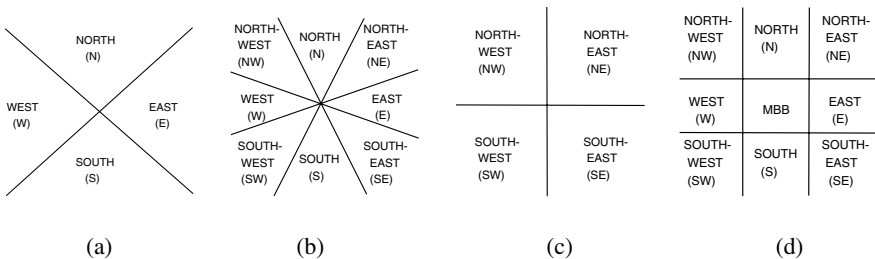 NORTH
(N)
WEST
(W)
EAST
(E)
SOUTH
(S)
(a)
NORTH-
WEST
(NW)
NORTH
(N)
NORTH-
EAST
(NE)
WEST
(W)
EAST
(E)
SOUTH-
WEST
(SW)
SOUTH
(S)
SOUTH-
EAST
(SE)
(b)
NORTH-
WEST
(NW)
NORTH-
EAST
(NE)
SOUTH-
WEST
(SW)
SOUTH-
EAST
(SE)
(c)
NORTH-
WEST
(NW)
NORTH
(N)
NORTH-
EAST
(NE)
WEST
(W)
MBB
EAST
(E)
SOUTH-
WEST
(SW)
SOUTH
(S)
SOUTH-
EAST
(SE)
(d)